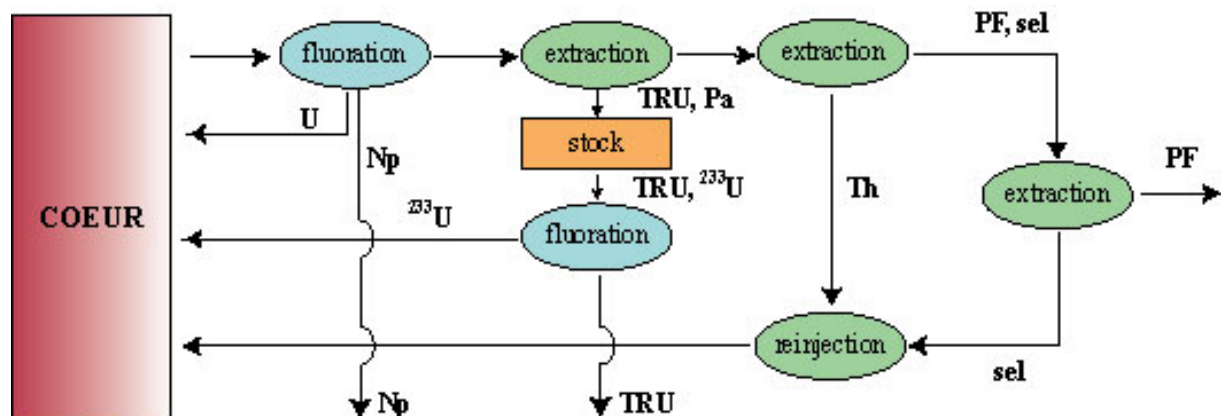 fluoration
extraction
extraction
PF, sel
TRU, Pa
U
stock
Np
TRU, ²³³U
Th
PF
extraction
COEUR
²³³U
fluoration
reinjection
sel
Np
TRU